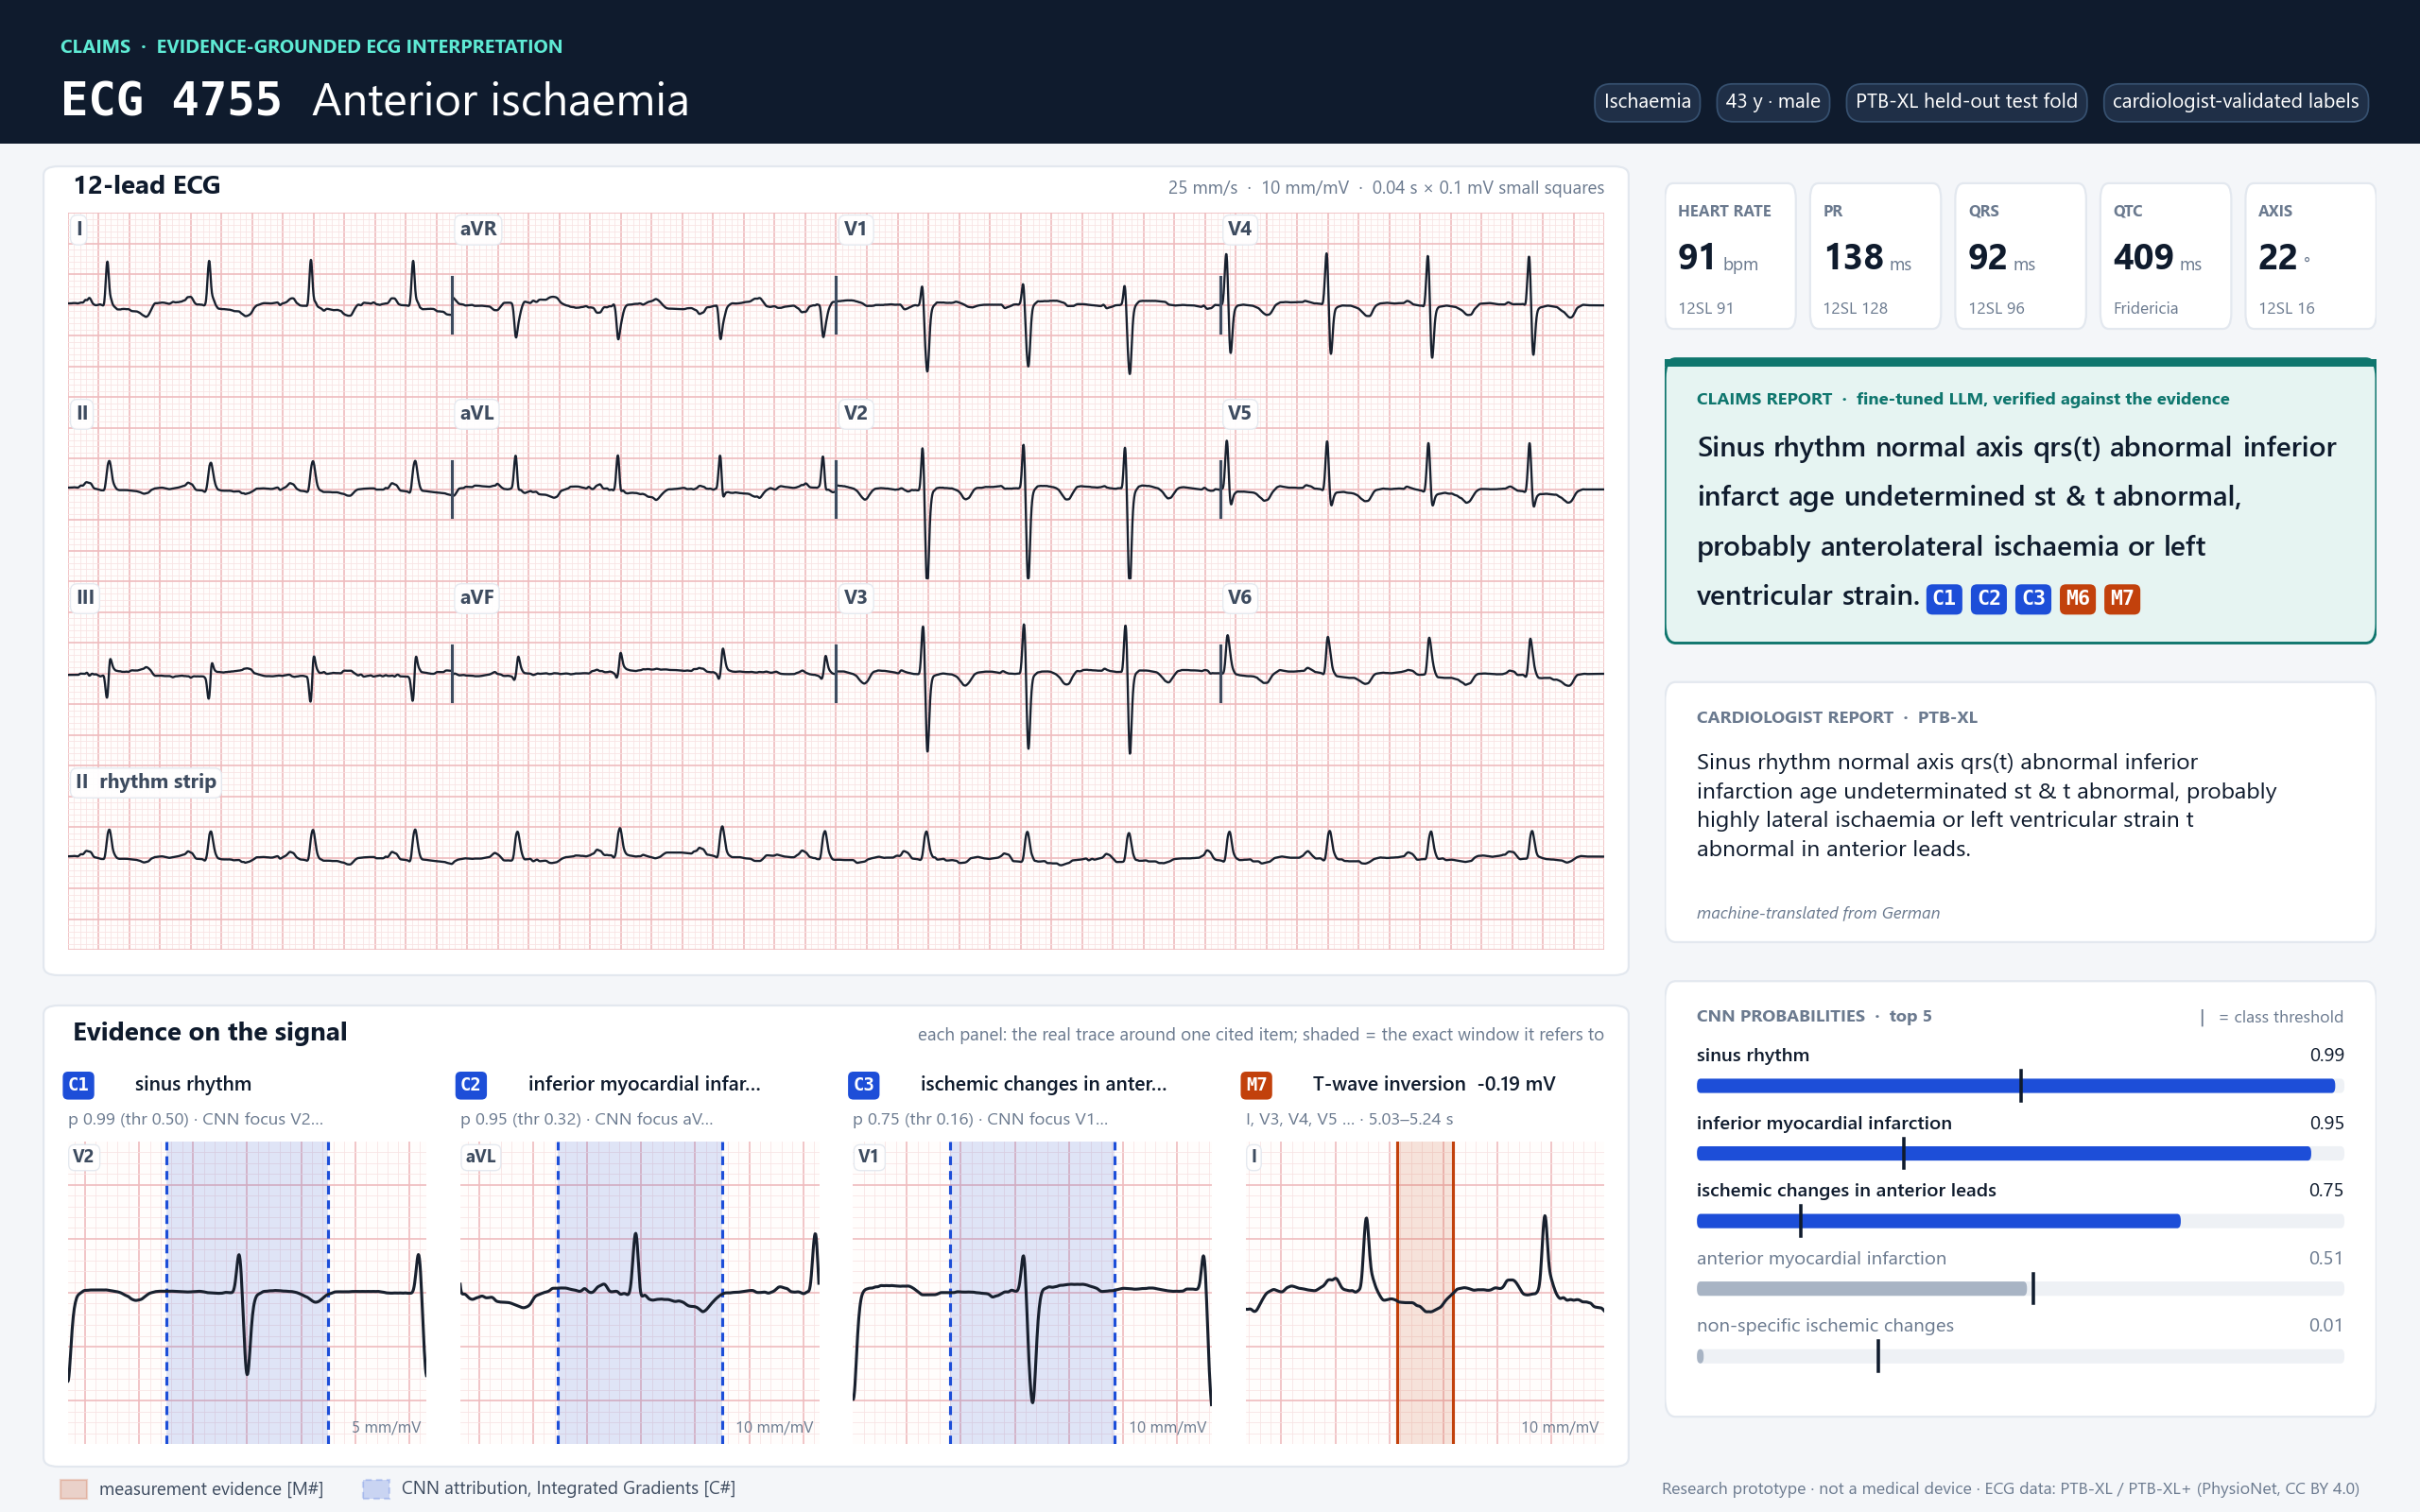 CLAIMS · EVIDENCE-GROUNDED ECG INTERPRETATION
ECG 4755 Anterior ischaemia
Ischaemia
43 y · male
PTB-XL held-out test fold
cardiologist-validated labels
12-lead ECG
25 mm/s · 10 mm/mV · 0.04 s × 0.1 mV small squares
I
aVR
V1
V4
II
aVL
V2
V5
III
aVF
V3
V6
II rhythm strip
HEART RATE
91 bpm
12SL 91
PR
138 ms
12SL 128
QRS
92 ms
12SL 96
QTC
409 ms
Fridericia
AXIS
22 °
12SL 16
CLAIMS REPORT · fine-tuned LLM, verified against the evidence
Sinus rhythm normal axis qrs(t) abnormal inferior
infarct age undetermined st & t abnormal,
probably anterolateral ischaemia or left
ventricular strain. C1 C2 C3 M6 M7
CARDIOLOGIST REPORT · PTB-XL
Sinus rhythm normal axis qrs(t) abnormal inferior
infarction age undeterminated st & t abnormal, probably
highly lateral ischaemia or left ventricular strain t
abnormal in anterior leads.
machine-translated from German
CNN PROBABILITIES · top 5
| = class threshold
sinus rhythm 0.99
inferior myocardial infarction 0.95
ischemic changes in anterior leads 0.75
anterior myocardial infarction 0.51
non-specific ischemic changes 0.01
Evidence on the signal
each panel: the real trace around one cited item; shaded = the exact window it refers to
C1 sinus rhythm
p 0.99 (thr 0.50) · CNN focus V2...
V2
5 mm/mV
C2 inferior myocardial infar...
p 0.95 (thr 0.32) · CNN focus aV...
aVL
10 mm/mV
C3 ischemic changes in anter...
p 0.75 (thr 0.16) · CNN focus V1...
V1
10 mm/mV
M7 T-wave inversion -0.19 mV
I, V3, V4, V5 ... · 5.03–5.24 s
I
10 mm/mV
measurement evidence [M#]
CNN attribution, Integrated Gradients [C#]
Research prototype · not a medical device · ECG data: PTB-XL / PTB-XL+ (PhysioNet, CC BY 4.0)